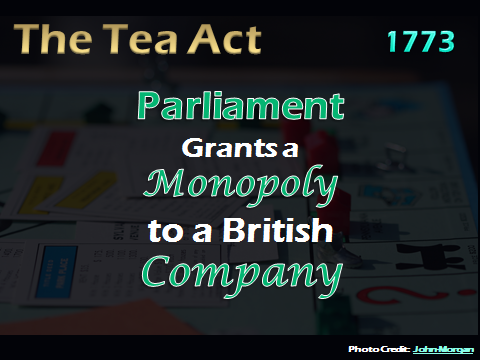 The Tea Act 1773
Parliament
Grants a
Monopoly
to a British
Company
Photo Credit: John-Morgan